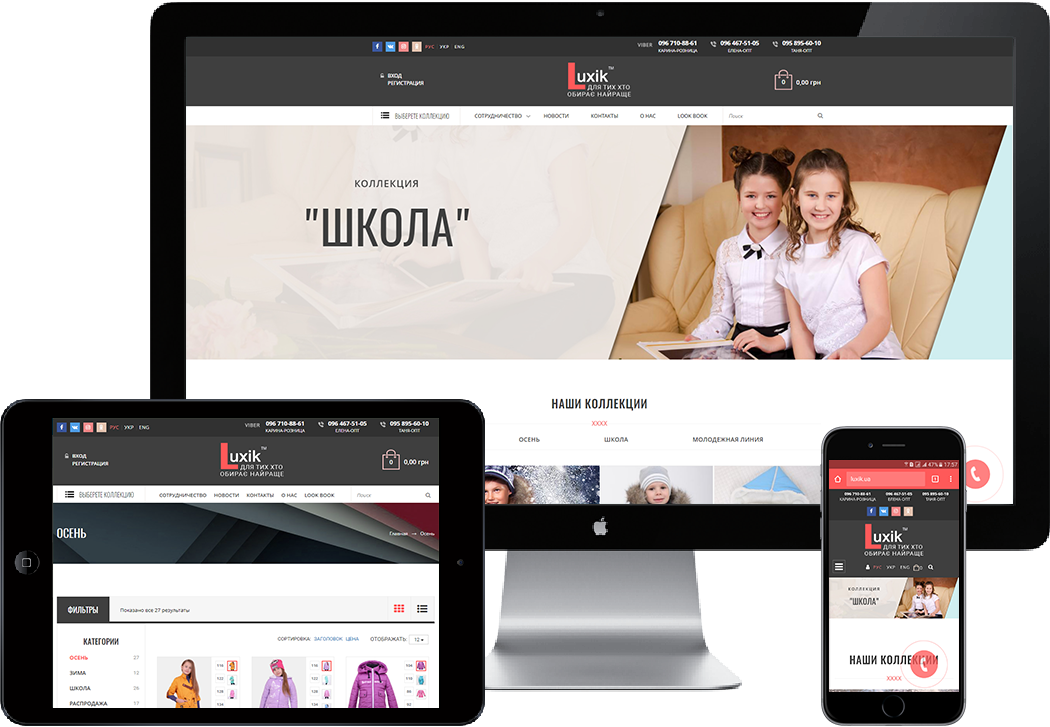 РУС УКР ENG
VIBER 096 710-88-61 096 467-51-05 095 895-60-10
КАРИНА-РОЗНИЦА ЕЛЕНА-ОПТ ТАНЯ-ОПТ
ВХОД
РЕГИСТРАЦИЯ
Luxik™
ДЛЯ ТИХ ХТО
ОБИРАЄ НАЙКРАЩЕ
0 0,00 грн
ВЫБЕРЕТЕ КОЛЛЕКЦИЮ СОТРУДНИЧЕСТВО НОВОСТИ КОНТАКТЫ О НАС LOOK BOOK Поиск
КОЛЛЕКЦИЯ
"ШКОЛА"
НАШИ КОЛЛЕКЦИИ
XXXX
ОСЕНЬ ШКОЛА МОЛОДЕЖНАЯ ЛИНИЯ
РУС УКР ENG
VIBER 096 710-88-61 096 467-51-05 095 895-60-10
КАРИНА-РОЗНИЦА ЕЛЕНА-ОПТ ТАНЯ-ОПТ
ВХОД
РЕГИСТРАЦИЯ
Luxik™
ДЛЯ ТИХ ХТО
ОБИРАЄ НАЙРАЩЕ
0 0,00 грн
ВЫБЕРЕТЕ КОЛЛЕКЦИЮ СОТРУДНИЧЕСТВО НОВОСТИ КОНТАКТЫ О НАС LOOK BOOK Поиск
ОСЕНЬ
Главная → Осень
ФИЛЬТРЫ Показано все 27 результаты
КАТЕГОРИИ
СОРТИРОВКА: ЗАГОЛОВОК ЦЕНА ОТОБРАЖАТЬ 12
ОСЕНЬ 27
ЗИМА 12
ШКОЛА 26
РАСПРОДАЖА
116 116 104
122 122
128 128
134 134
47% 17:57
luxik.ua
096 710-88-61 096 467-51-05 095 895-60-10
КАРИНА-РОЗНИЦА ЕЛЕНА-ОПТ ТАНЯ-ОПТ
Luxik™
ДЛЯ ТИХ ХТО
ОБИРАЄ НАЙРАЩЕ
РУС УКР ENG 0
КОЛЛЕКЦИЯ
"ШКОЛА"
НАШИ КОЛЛЕКЦИИ
XXXX